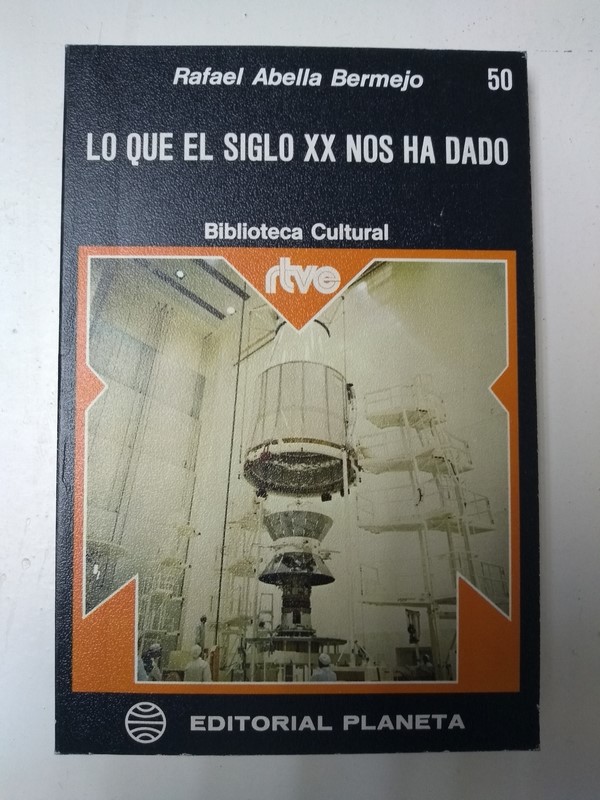 Rafael Abella Bermejo 50
LO QUE EL SIGLO XX NOS HA DADO
Biblioteca Cultural
rtve
EDITORIAL PLANETA